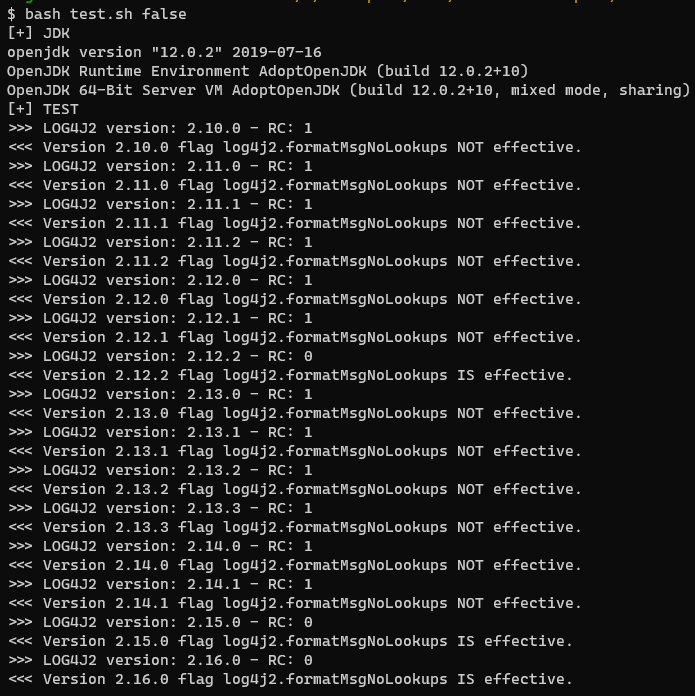 $ bash test.sh false
[+] JDK
openjdk version "12.0.2" 2019-07-16
OpenJDK Runtime Environment AdoptOpenJDK (build 12.0.2+10)
OpenJDK 64-Bit Server VM AdoptOpenJDK (build 12.0.2+10, mixed mode, sharing)
[+] TEST
>>> LOG4J2 version: 2.10.0 - RC: 1
<<< Version 2.10.0 flag log4j2.formatMsgNoLookups NOT effective.
>>> LOG4J2 version: 2.11.0 - RC: 1
<<< Version 2.11.0 flag log4j2.formatMsgNoLookups NOT effective.
>>> LOG4J2 version: 2.11.1 - RC: 1
<<< Version 2.11.1 flag log4j2.formatMsgNoLookups NOT effective.
>>> LOG4J2 version: 2.11.2 - RC: 1
<<< Version 2.11.2 flag log4j2.formatMsgNoLookups NOT effective.
>>> LOG4J2 version: 2.12.0 - RC: 1
<<< Version 2.12.0 flag log4j2.formatMsgNoLookups NOT effective.
>>> LOG4J2 version: 2.12.1 - RC: 1
<<< Version 2.12.1 flag log4j2.formatMsgNoLookups NOT effective.
>>> LOG4J2 version: 2.12.2 - RC: 0
<<< Version 2.12.2 flag log4j2.formatMsgNoLookups IS effective.
>>> LOG4J2 version: 2.13.0 - RC: 1
<<< Version 2.13.0 flag log4j2.formatMsgNoLookups NOT effective.
>>> LOG4J2 version: 2.13.1 - RC: 1
<<< Version 2.13.1 flag log4j2.formatMsgNoLookups NOT effective.
>>> LOG4J2 version: 2.13.2 - RC: 1
<<< Version 2.13.2 flag log4j2.formatMsgNoLookups NOT effective.
>>> LOG4J2 version: 2.13.3 - RC: 1
<<< Version 2.13.3 flag log4j2.formatMsgNoLookups NOT effective.
>>> LOG4J2 version: 2.14.0 - RC: 1
<<< Version 2.14.0 flag log4j2.formatMsgNoLookups NOT effective.
>>> LOG4J2 version: 2.14.1 - RC: 1
<<< Version 2.14.1 flag log4j2.formatMsgNoLookups NOT effective.
>>> LOG4J2 version: 2.15.0 - RC: 0
<<< Version 2.15.0 flag log4j2.formatMsgNoLookups IS effective.
>>> LOG4J2 version: 2.16.0 - RC: 0
<<< Version 2.16.0 flag log4j2.formatMsgNoLookups IS effective.